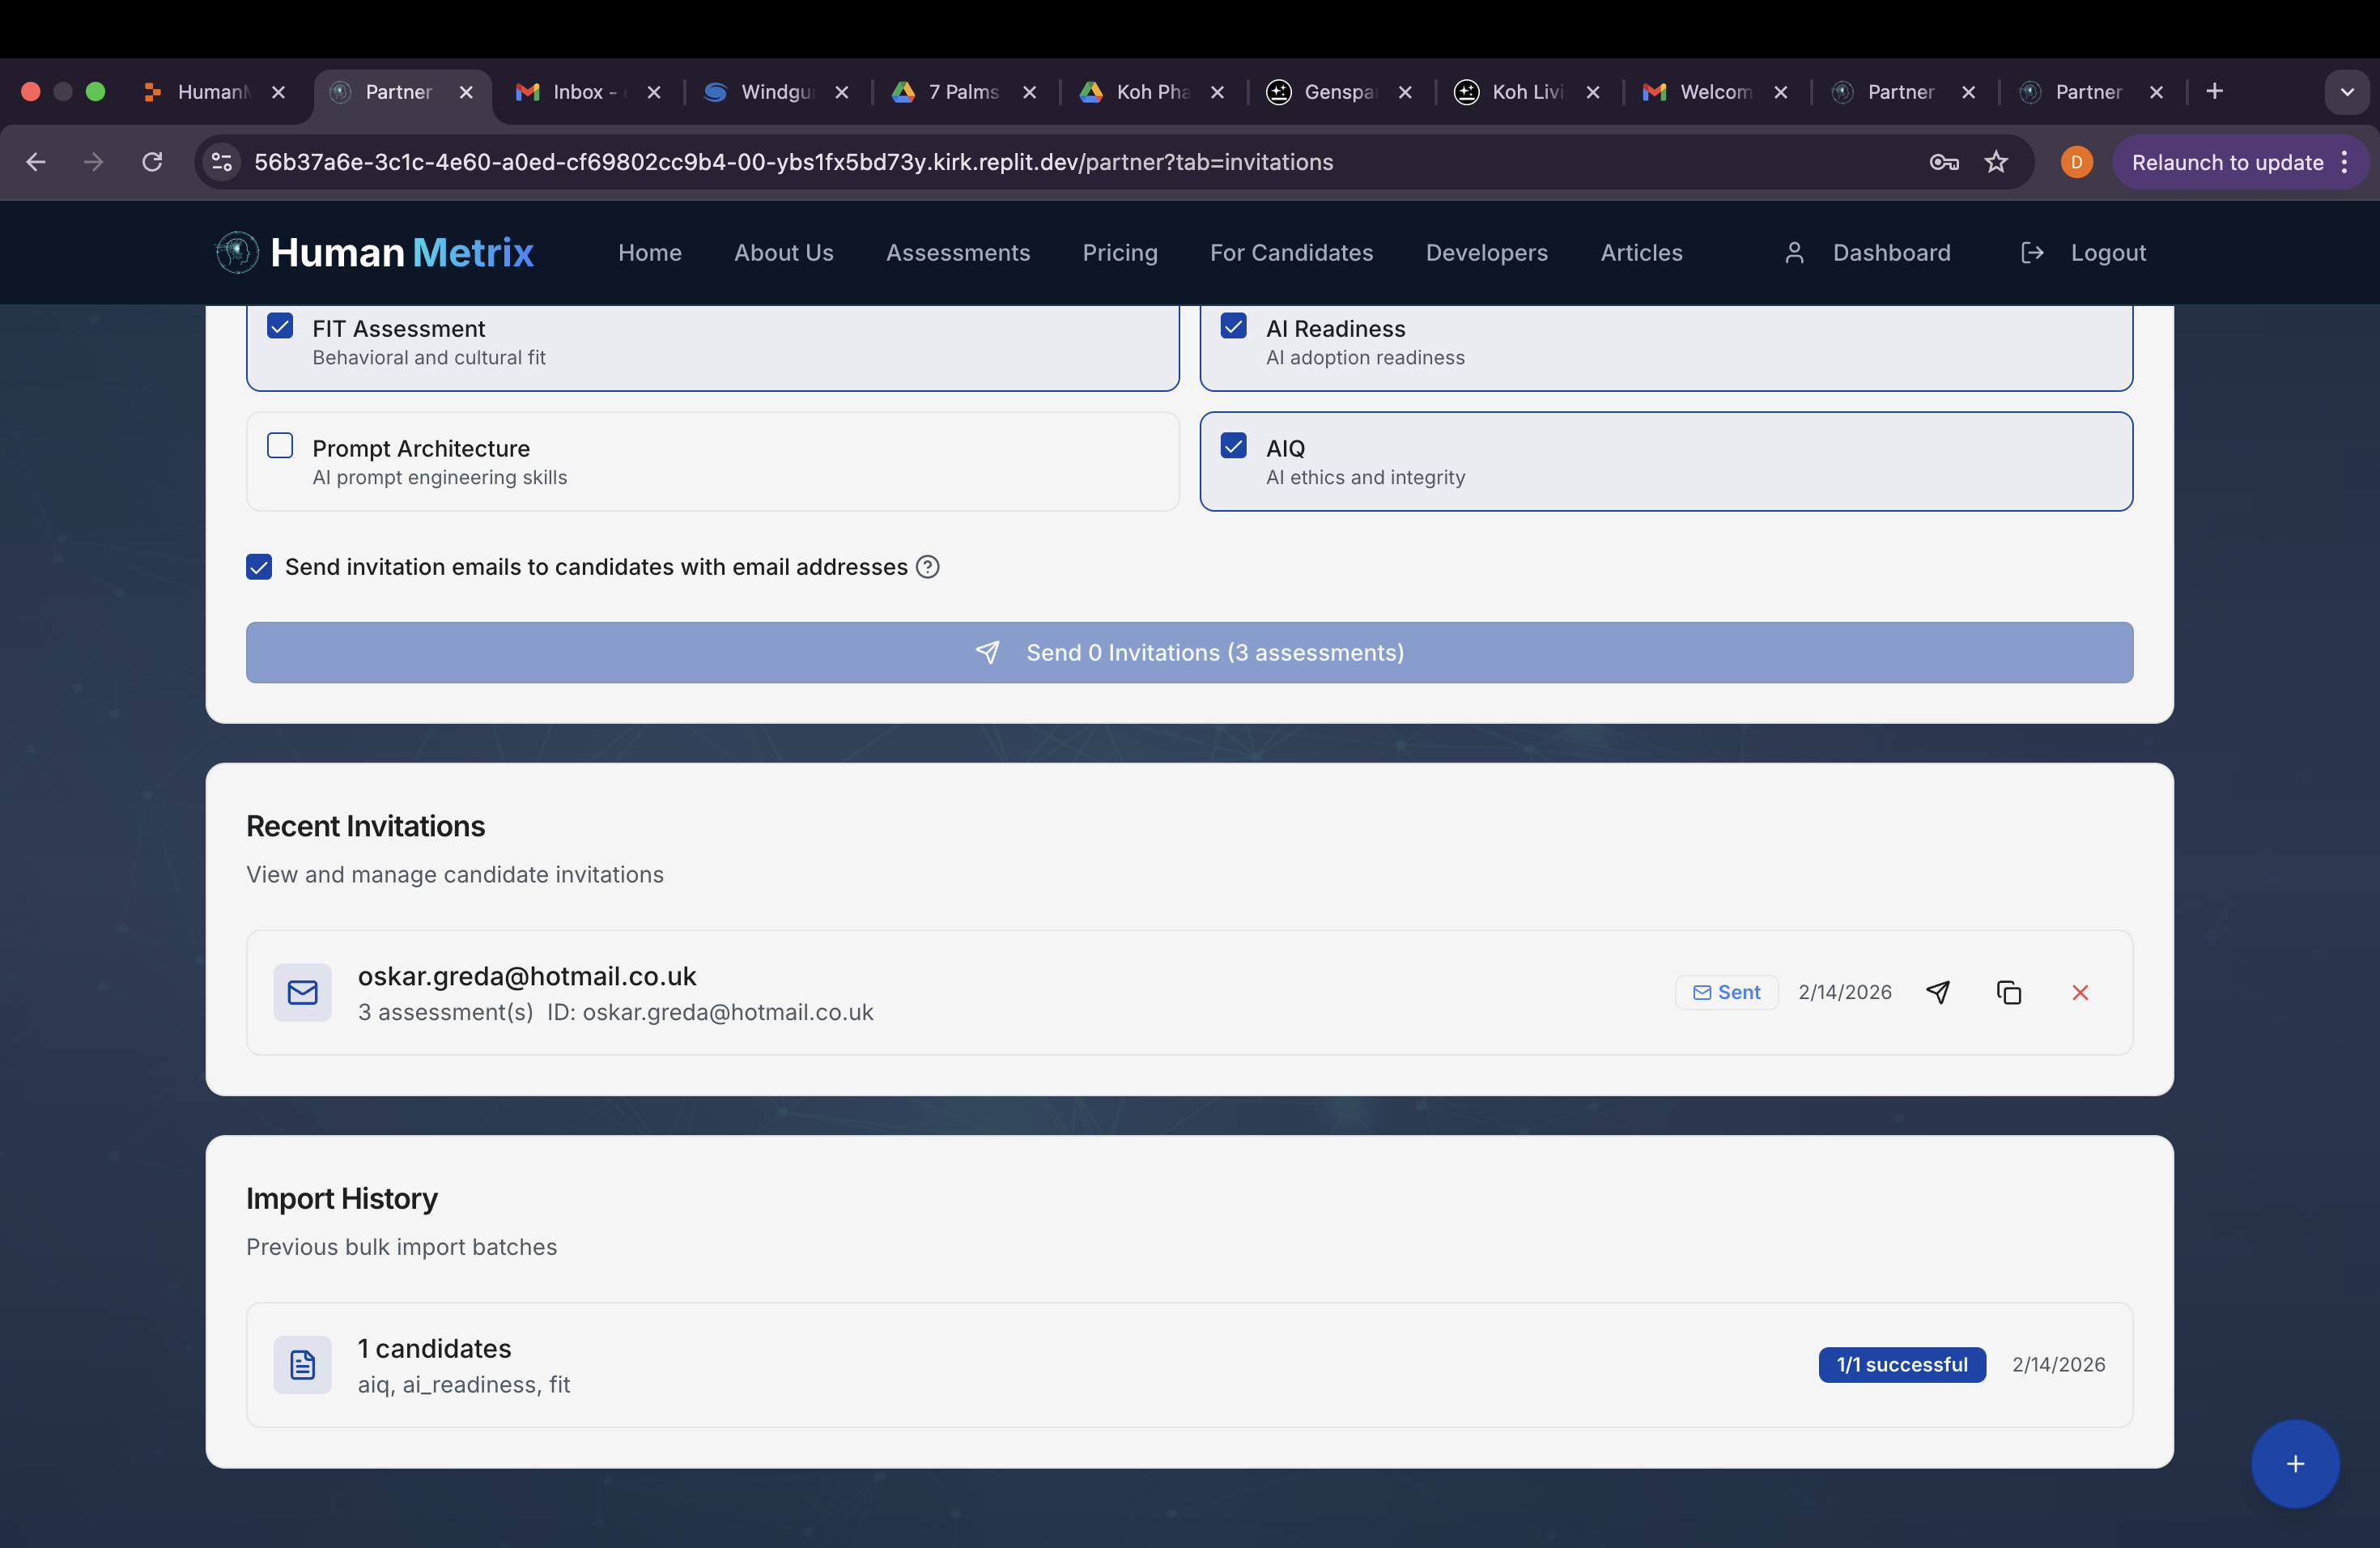 HumanM
Partner
Inbox -
Windgu
7 Palms
Koh Pha
Genspa
Koh Livi
Welcom
Partner
Partner
56b37a6e-3c1c-4e60-a0ed-cf69802cc9b4-00-ybs1fx5bd73y.kirk.replit.dev/partner?tab=invitations
D
Relaunch to update
Human Metrix
Home
About Us
Assessments
Pricing
For Candidates
Developers
Articles
Dashboard
Logout
FIT Assessment
Behavioral and cultural fit
AI Readiness
AI adoption readiness
Prompt Architecture
AI prompt engineering skills
AIQ
AI ethics and integrity
Send invitation emails to candidates with email addresses
Send 0 Invitations (3 assessments)
Recent Invitations
View and manage candidate invitations
oskar.greda@hotmail.co.uk
3 assessment(s) ID: oskar.greda@hotmail.co.uk
Sent
2/14/2026
Import History
Previous bulk import batches
1 candidates
aiq, ai_readiness, fit
1/1 successful
2/14/2026